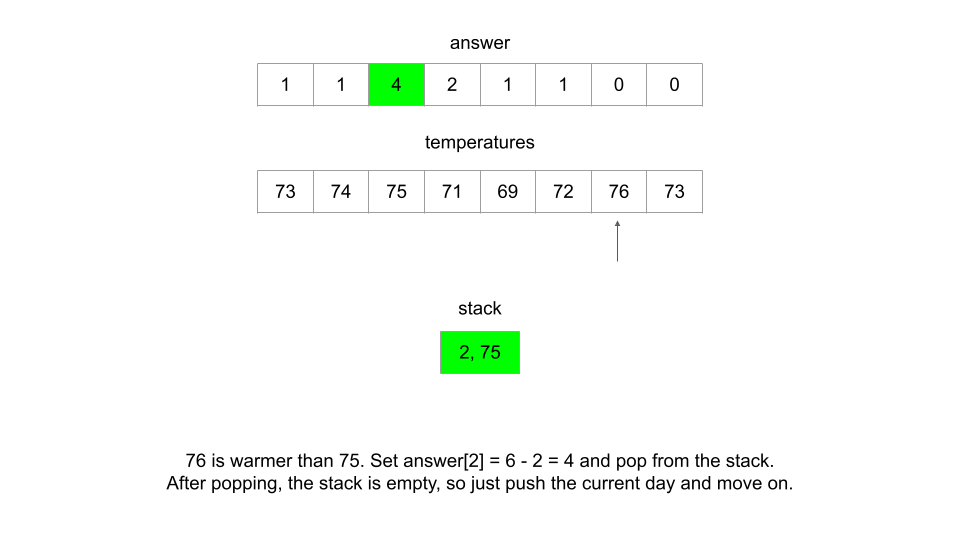 answer
1 1 4 2 1 1 0 0
temperatures
73 74 75 71 69 72 76 73
stack
2, 75
76 is warmer than 75. Set answer[2] = 6 - 2 = 4 and pop from the stack.
After popping, the stack is empty, so just push the current day and move on.